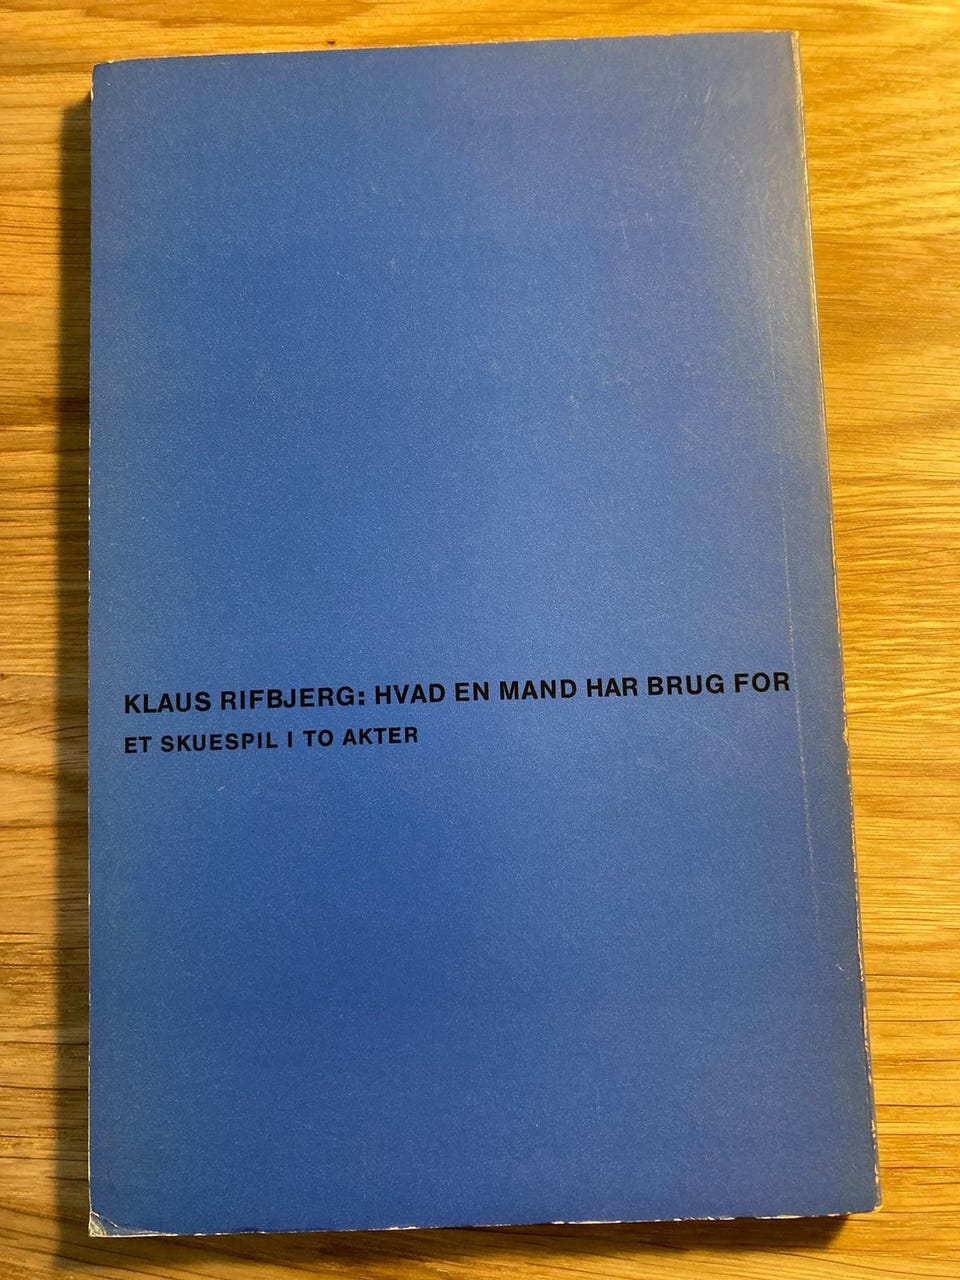 KLAUS RIFBJERG: HVAD EN MAND HAR BRUG FOR
ET SKUESPIL I TO AKTER